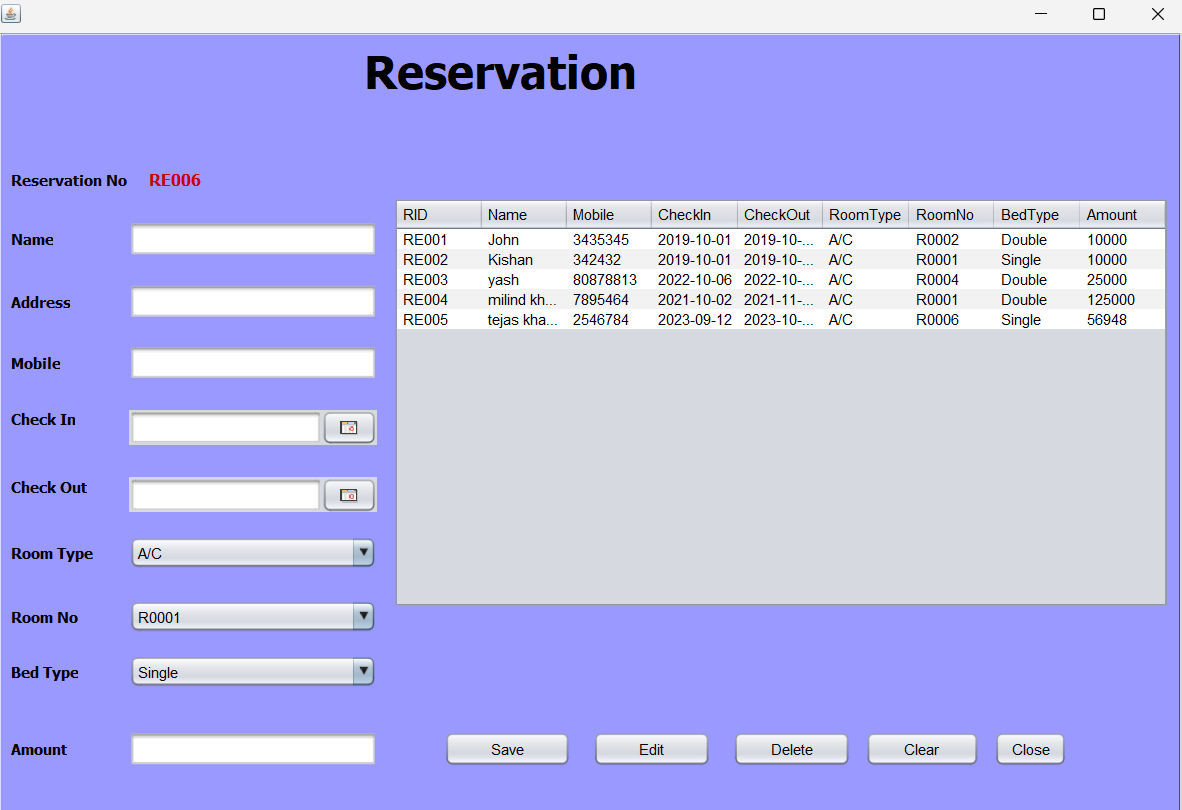 Reservation
Reservation No RE006
Name
Address
Mobile
Check In
Check Out
Room Type A/C
Room No R0001
Bed Type Single
Amount
RID Name Mobile CheckIn CheckOut RoomType RoomNo BedType Amount
RE001 John 3435345 2019-10-01 2019-10-... A/C R0002 Double 10000
RE002 Kishan 342432 2019-10-01 2019-10-... A/C R0001 Single 10000
RE003 yash 80878813 2022-10-06 2022-10-... A/C R0004 Double 25000
RE004 milind kh... 7895464 2021-10-02 2021-11-... A/C R0001 Double 125000
RE005 tejas kha... 2546784 2023-09-12 2023-10-... A/C R0006 Single 56948
Save Edit Delete Clear Close